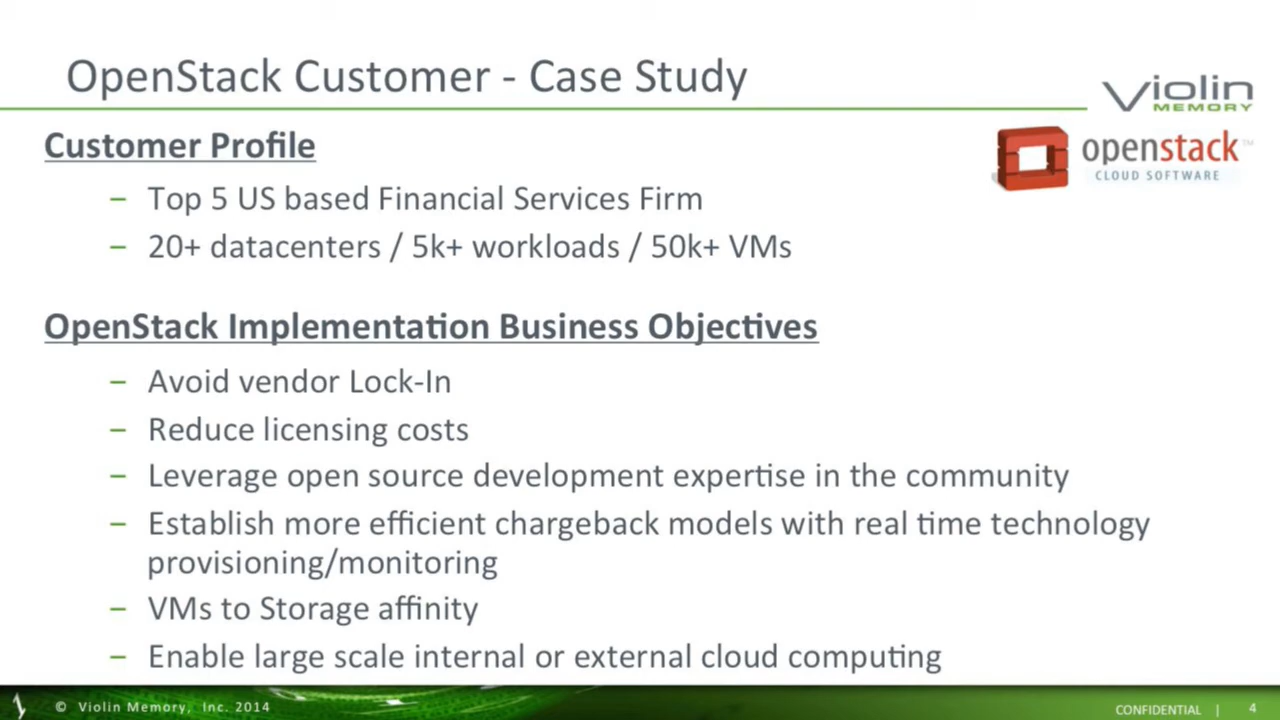 OpenStack Customer - Case Study
Violin
MEMORY
Customer Profile
openstack™
CLOUD SOFTWARE
– Top 5 US based Financial Services Firm
– 20+ datacenters / 5k+ workloads / 50k+ VMs
OpenStack Implementation Business Objectives
– Avoid vendor Lock-In
– Reduce licensing costs
– Leverage open source development expertise in the community
– Establish more efficient chargeback models with real time technology
provisioning/monitoring
– VMs to Storage affinity
– Enable large scale internal or external cloud computing
© Violin Memory, Inc. 2014
CONFIDENTIAL | 4